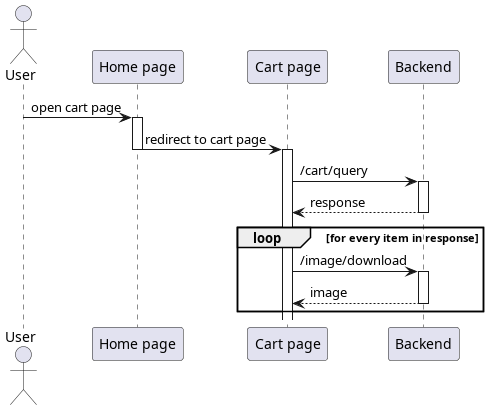 User
Home page
Cart page
Backend
open cart page
redirect to cart page
/cart/query
response
loop
[for every item in response]
/image/download
image
User
Home page
Cart page
Backend